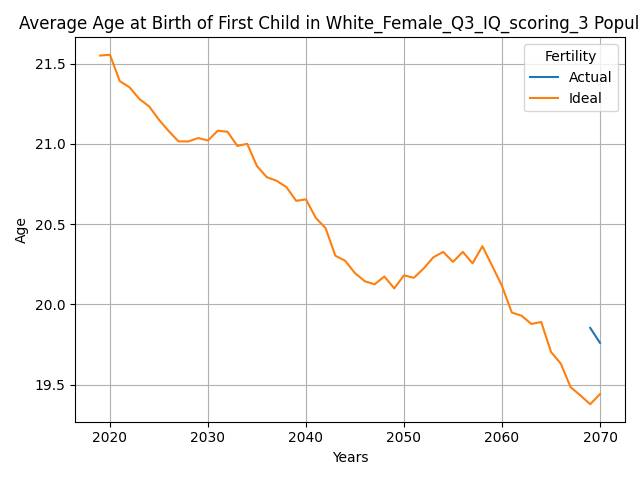 Average Age at Birth of First Child in White_Female_Q3_IQ_scoring_3 Popul
Fertility
Actual
Ideal
21.5
21.0
20.5
20.0
19.5
Age
2020 2030 2040 2050 2060 2070
Years